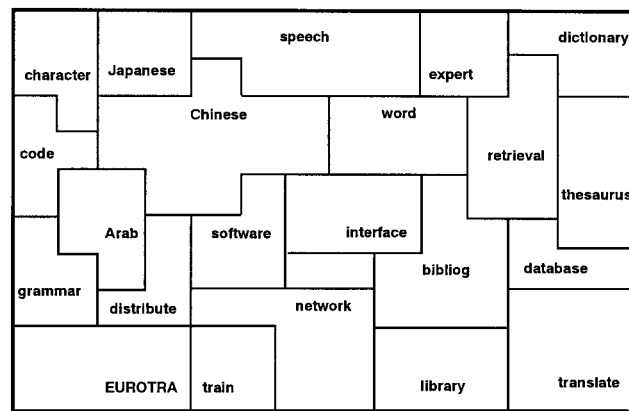 speech
dictionary
character
Japanese
expert
Chinese
word
code
retrieval
thesaurus
Arab
software
interface
grammar
bibliog
database
distribute
network
EUROTRA
train
library
translate